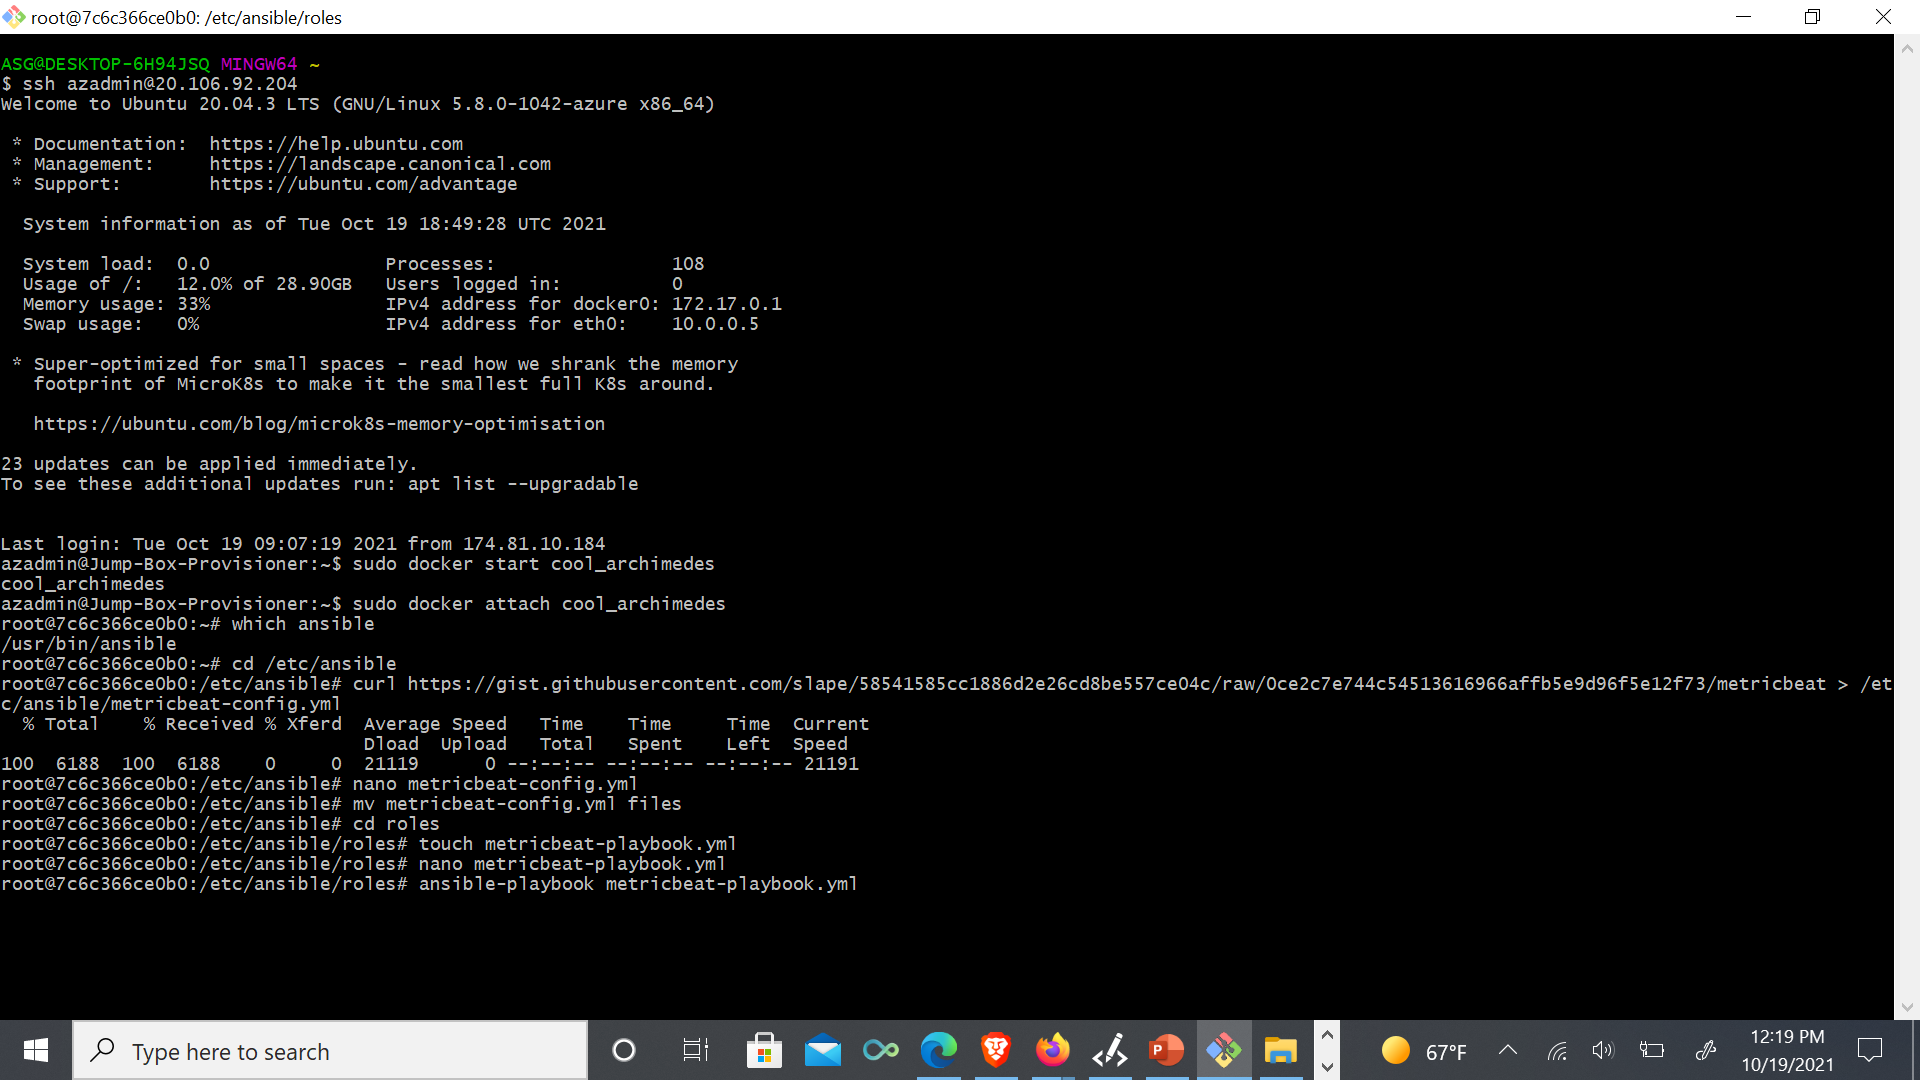 root@7c6c366ce0b0: /etc/ansible/roles
ASG@DESKTOP-6H94JSQ MINGW64 ~
$ ssh azadmin@20.106.92.204
Welcome to Ubuntu 20.04.3 LTS (GNU/Linux 5.8.0-1042-azure x86_64)
* Documentation:  https://help.ubuntu.com
* Management:     https://landscape.canonical.com
* Support:        https://ubuntu.com/advantage
System information as of Tue Oct 19 18:49:28 UTC 2021
System load:  0.0                Processes:                108
Usage of /:   12.0% of 28.90GB   Users logged in:          0
Memory usage: 33%                IPv4 address for docker0: 172.17.0.1
Swap usage:   0%                 IPv4 address for eth0:    10.0.0.5
* Super-optimized for small spaces - read how we shrank the memory
footprint of MicroK8s to make it the smallest full K8s around.
https://ubuntu.com/blog/microk8s-memory-optimisation
23 updates can be applied immediately.
To see these additional updates run: apt list --upgradable
Last login: Tue Oct 19 09:07:19 2021 from 174.81.10.184
azadmin@Jump-Box-Provisioner:~$ sudo docker start cool_archimedes
cool_archimedes
azadmin@Jump-Box-Provisioner:~$ sudo docker attach cool_archimedes
root@7c6c366ce0b0:~# which ansible
/usr/bin/ansible
root@7c6c366ce0b0:~# cd /etc/ansible
root@7c6c366ce0b0:/etc/ansible# curl https://gist.githubusercontent.com/slape/58541585cc1886d2e26cd8be557ce04c/raw/0ce2c7e744c54513616966affb5e9d96f5e12f73/metricbeat > /et
c/ansible/metricbeat-config.yml
% Total    % Received % Xferd  Average Speed   Time    Time     Time  Current
Dload  Upload   Total   Spent    Left  Speed
100  6188  100  6188    0     0  21119      0 --:--:-- --:--:-- --:--:-- 21191
root@7c6c366ce0b0:/etc/ansible# nano metricbeat-config.yml
root@7c6c366ce0b0:/etc/ansible# mv metricbeat-config.yml files
root@7c6c366ce0b0:/etc/ansible# cd roles
root@7c6c366ce0b0:/etc/ansible/roles# touch metricbeat-playbook.yml
root@7c6c366ce0b0:/etc/ansible/roles# nano metricbeat-playbook.yml
root@7c6c366ce0b0:/etc/ansible/roles# ansible-playbook metricbeat-playbook.yml
Type here to search
P
67°F
12:19 PM
10/19/2021